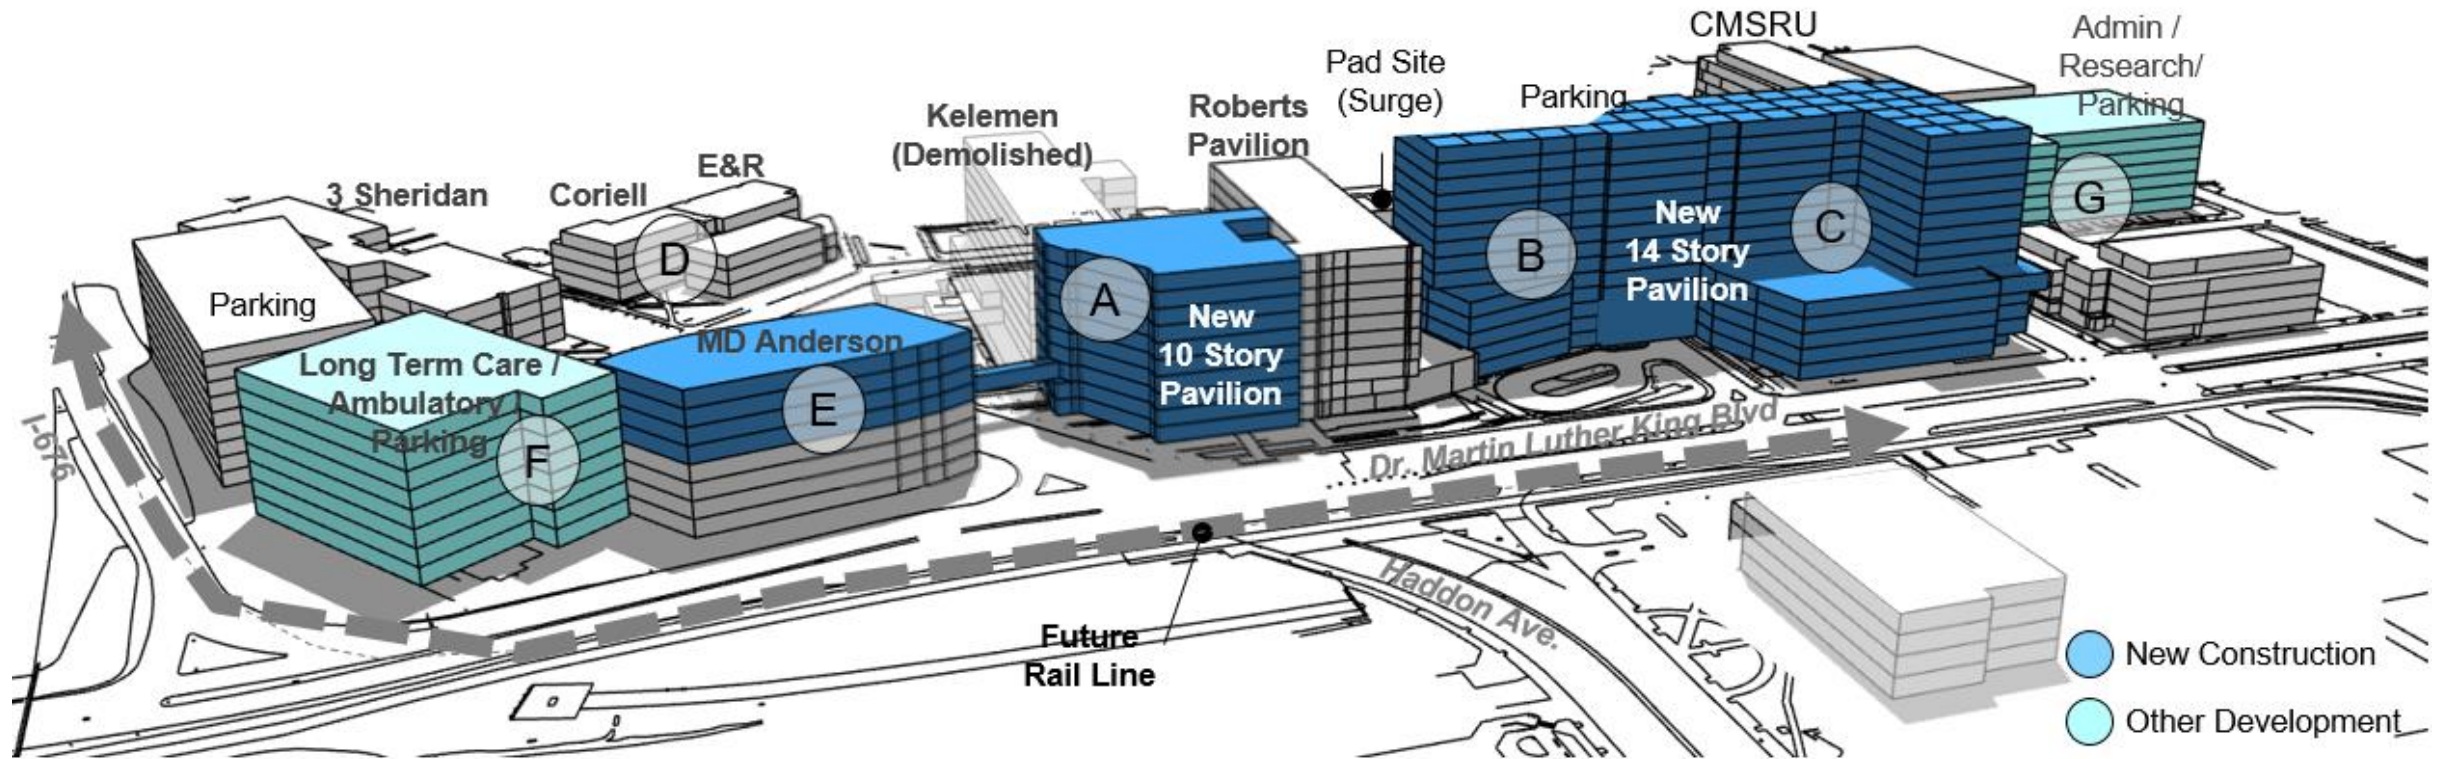 CMSRU
Admin /
Research/
Parking
Pad Site
(Surge)
Parking
Kelemen
(Demolished)
Roberts
Pavilion
E&R
3 Sheridan
Coriell
D
G
B
C
New
14 Story
Pavilion
A
New
10 Story
Pavilion
Parking
MD Anderson
E
Long Term Care /
Ambulatory /
Parking
F
I-676
Dr. Martin Luther King Blvd
Haddon Ave.
Future
Rail Line
New Construction
Other Development